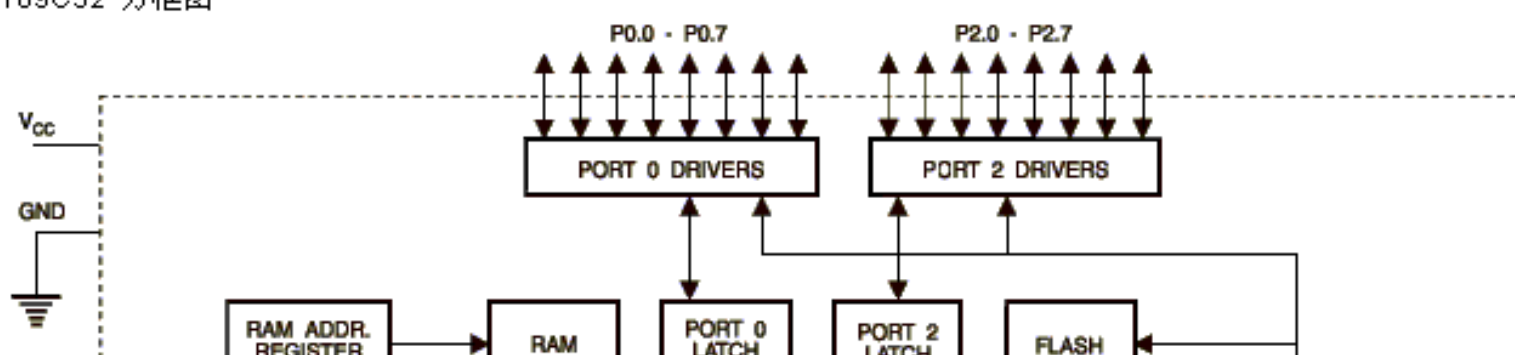 P0.0 - P0.7
P2.0 - P2.7
VCC
PORT 0 DRIVERS
PORT 2 DRIVERS
GND
RAM ADDR.
REGISTER
RAM
PORT 0
LATCH
PORT 2
LATCH
FLASH